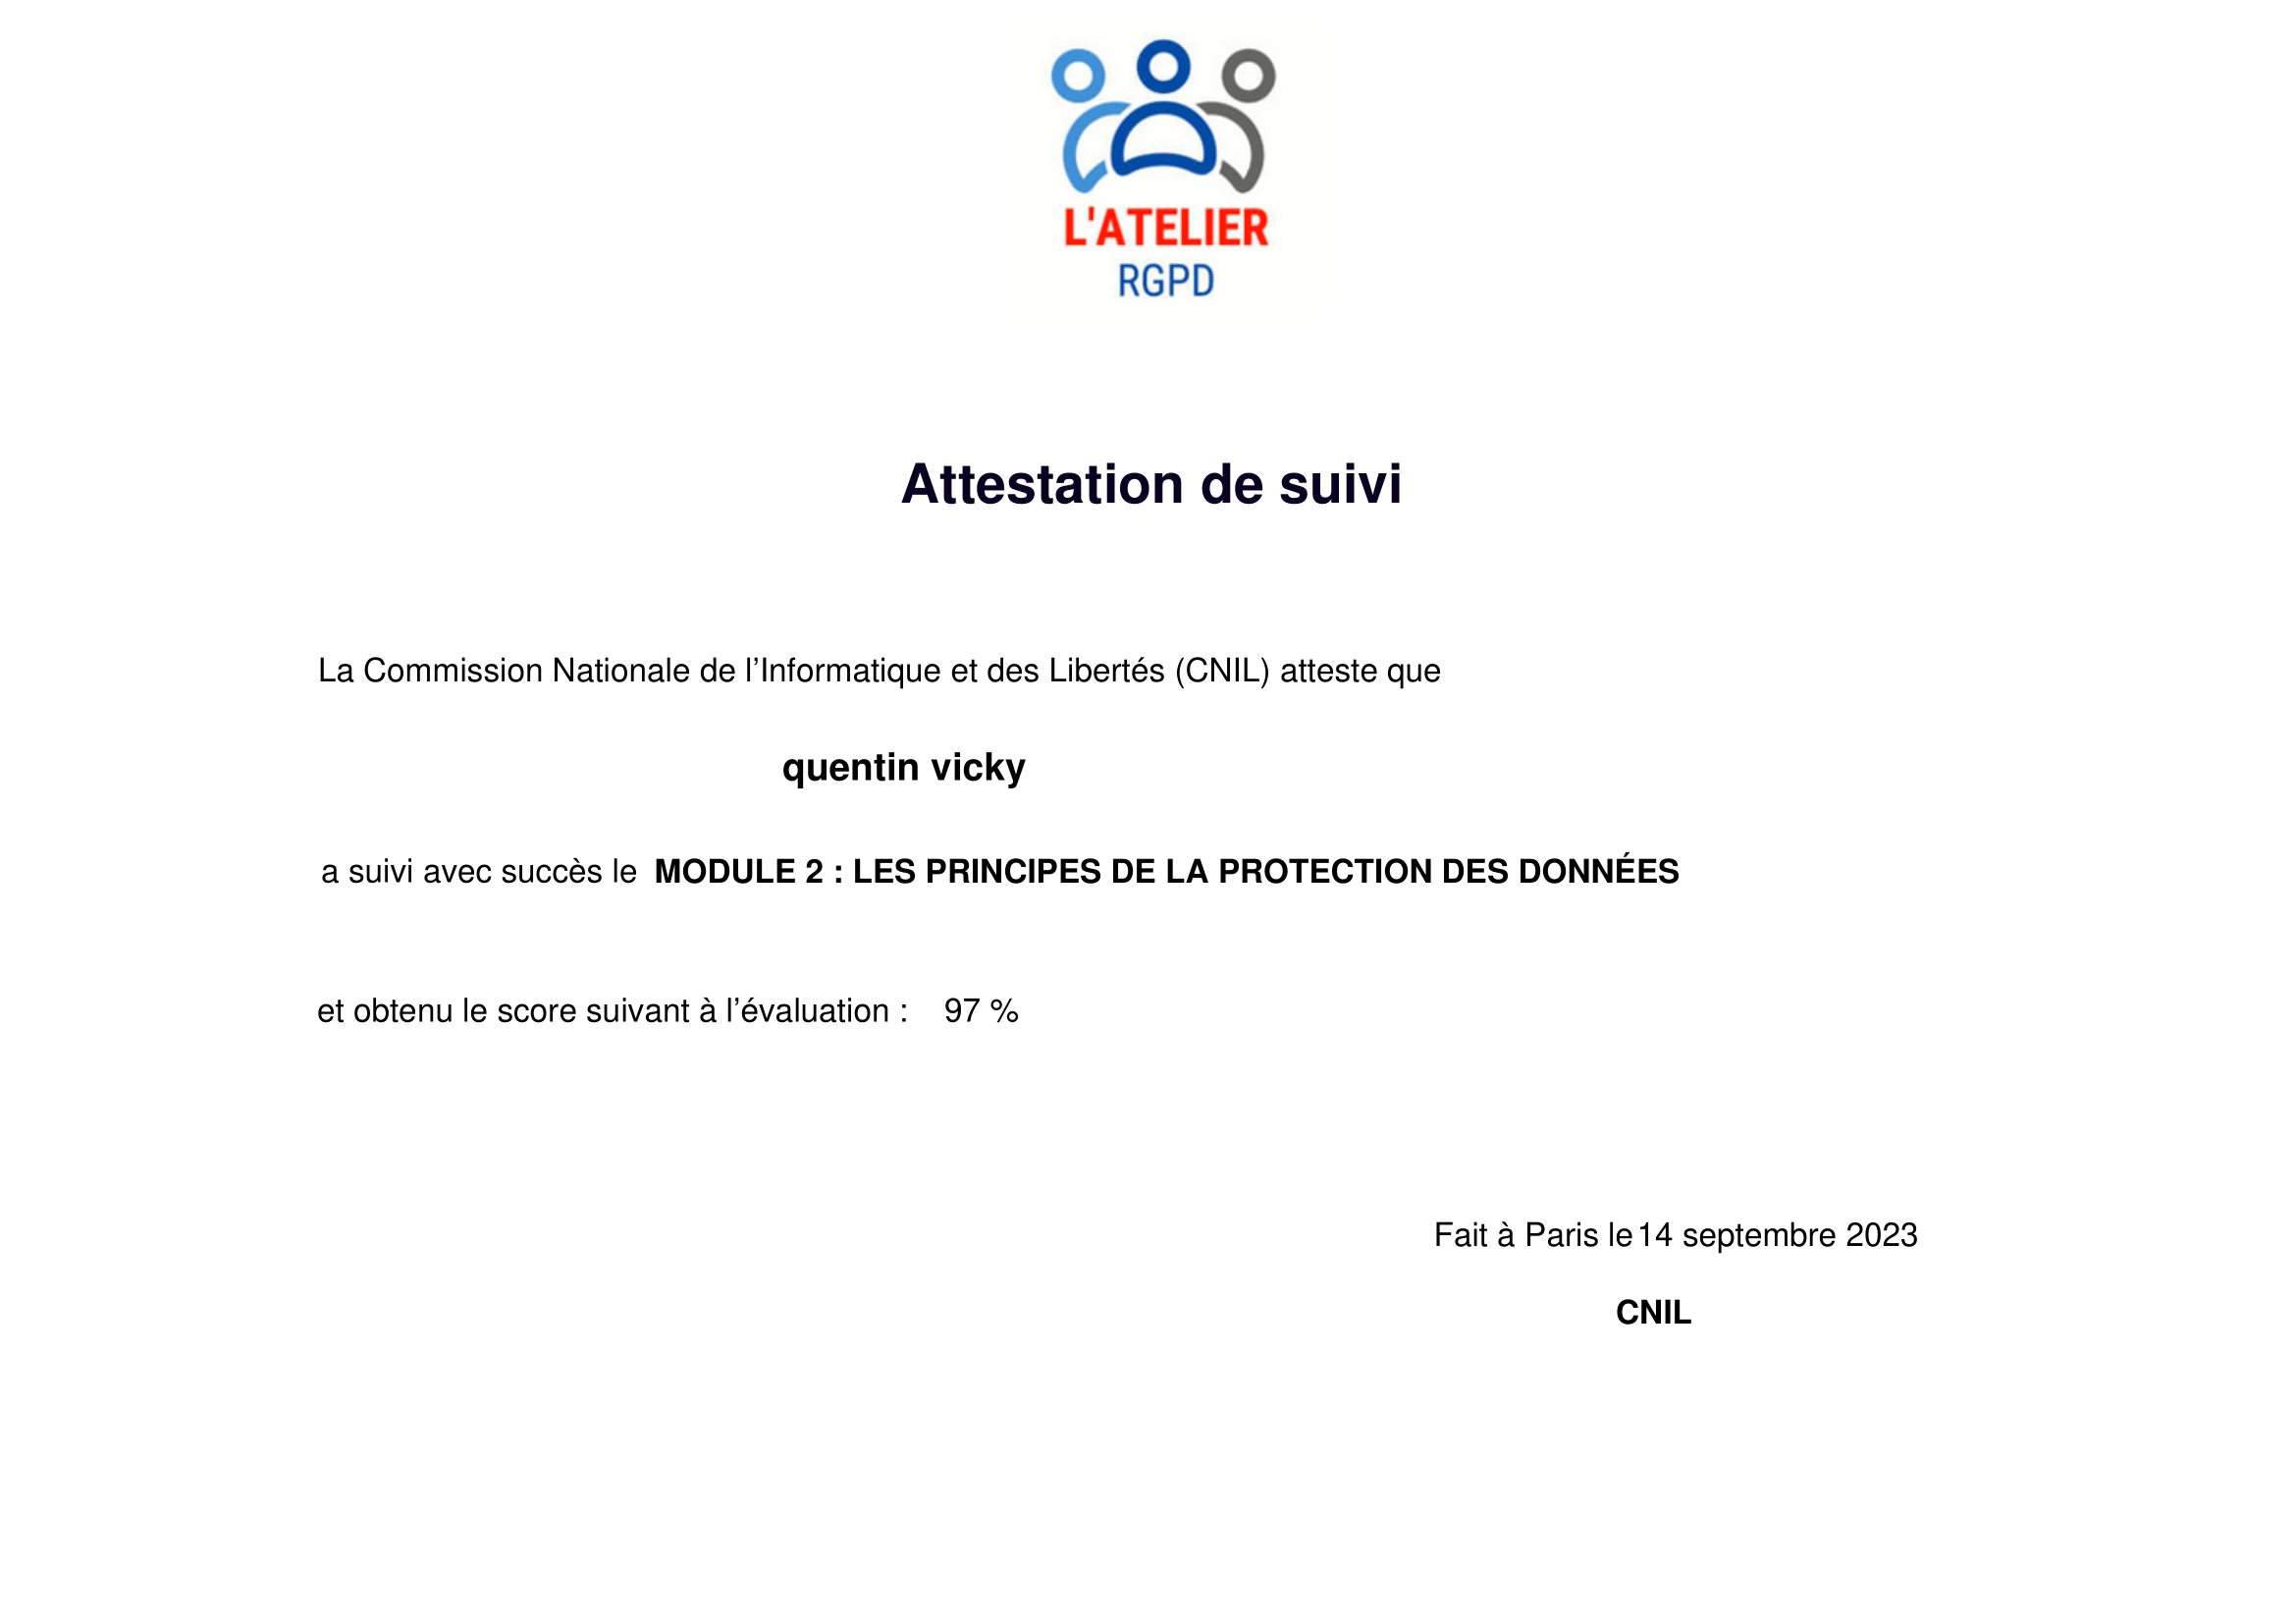 L'ATELIER
RGPD
Attestation de suivi
La Commission Nationale de l’Informatique et des Libertés (CNIL) atteste que
quentin vicky
a suivi avec succès le MODULE 2 : LES PRINCIPES DE LA PROTECTION DES DONNÉES
et obtenu le score suivant à l’évaluation : 97 %
Fait à Paris le 14 septembre 2023
CNIL